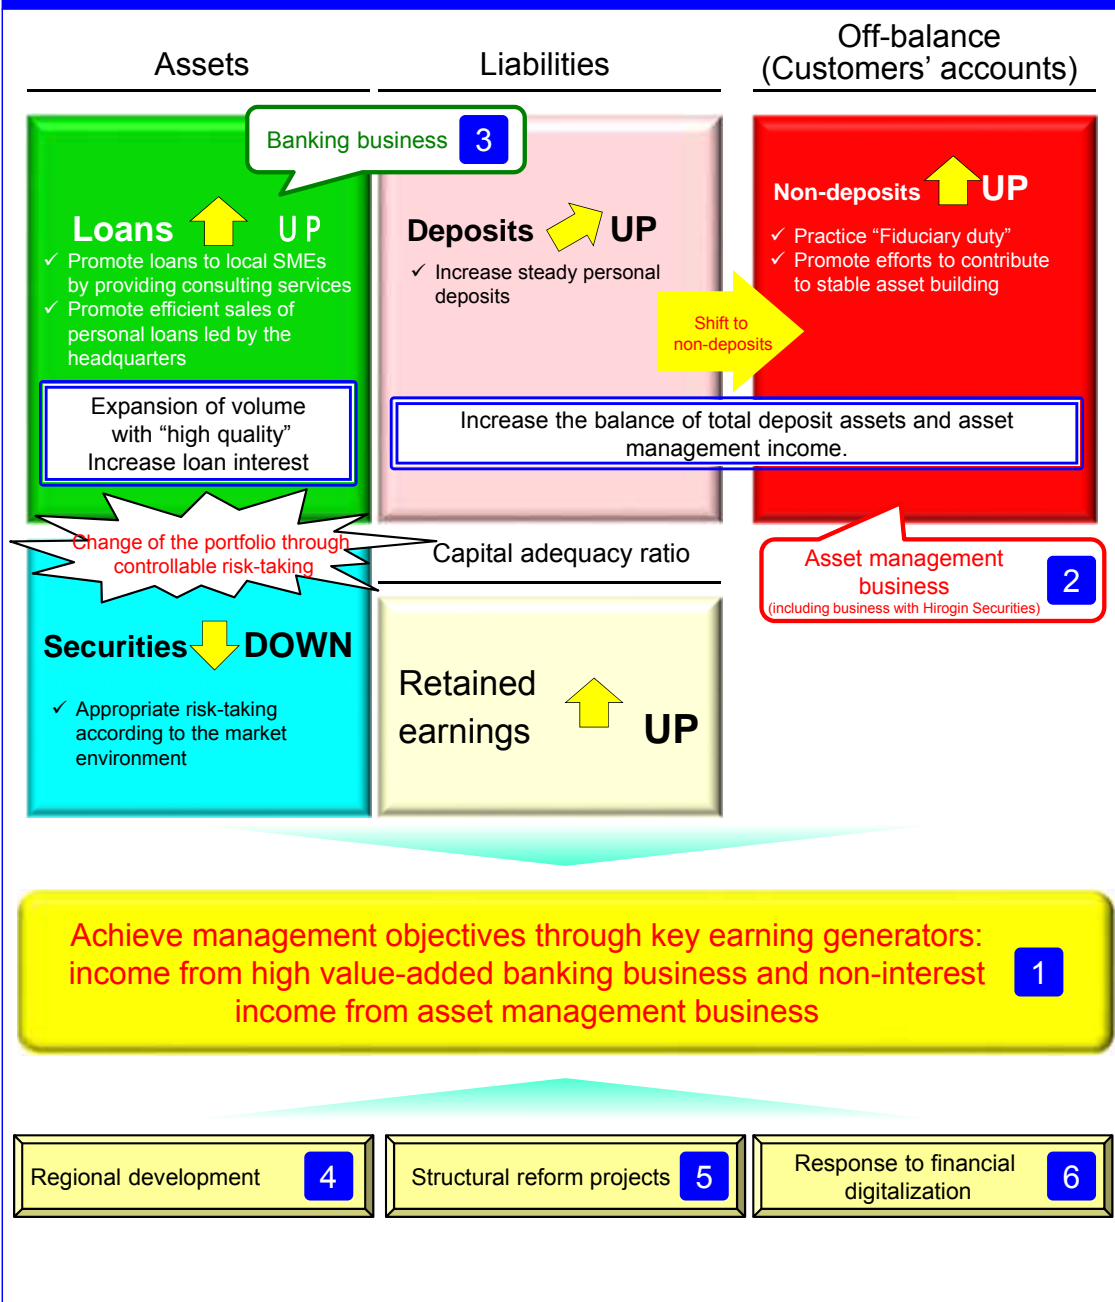 Assets
Liabilities
Off-balance
(Customers’ accounts)
Banking business 3
Loans UP
✓ Promote loans to local SMEs
by providing consulting services
✓ Promote efficient sales of
personal loans led by the
headquarters
Expansion of volume
with “high quality”
Increase loan interest
Deposits UP
✓ Increase steady personal
deposits
Shift to
non-deposits
Non-deposits UP
✓ Practice “Fiduciary duty”
✓ Promote efforts to contribute
to stable asset building
Increase the balance of total deposit assets and asset
management income.
Change of the portfolio through
controllable risk-taking
Securities DOWN
✓ Appropriate risk-taking
according to the market
environment
Capital adequacy ratio
Retained
earnings UP
Asset management
business
(including business with Hirogin Securities)
2
Achieve management objectives through key earning generators:
income from high value-added banking business and non-interest
income from asset management business
1
Regional development 4
Structural reform projects 5
Response to financial
digitalization
6